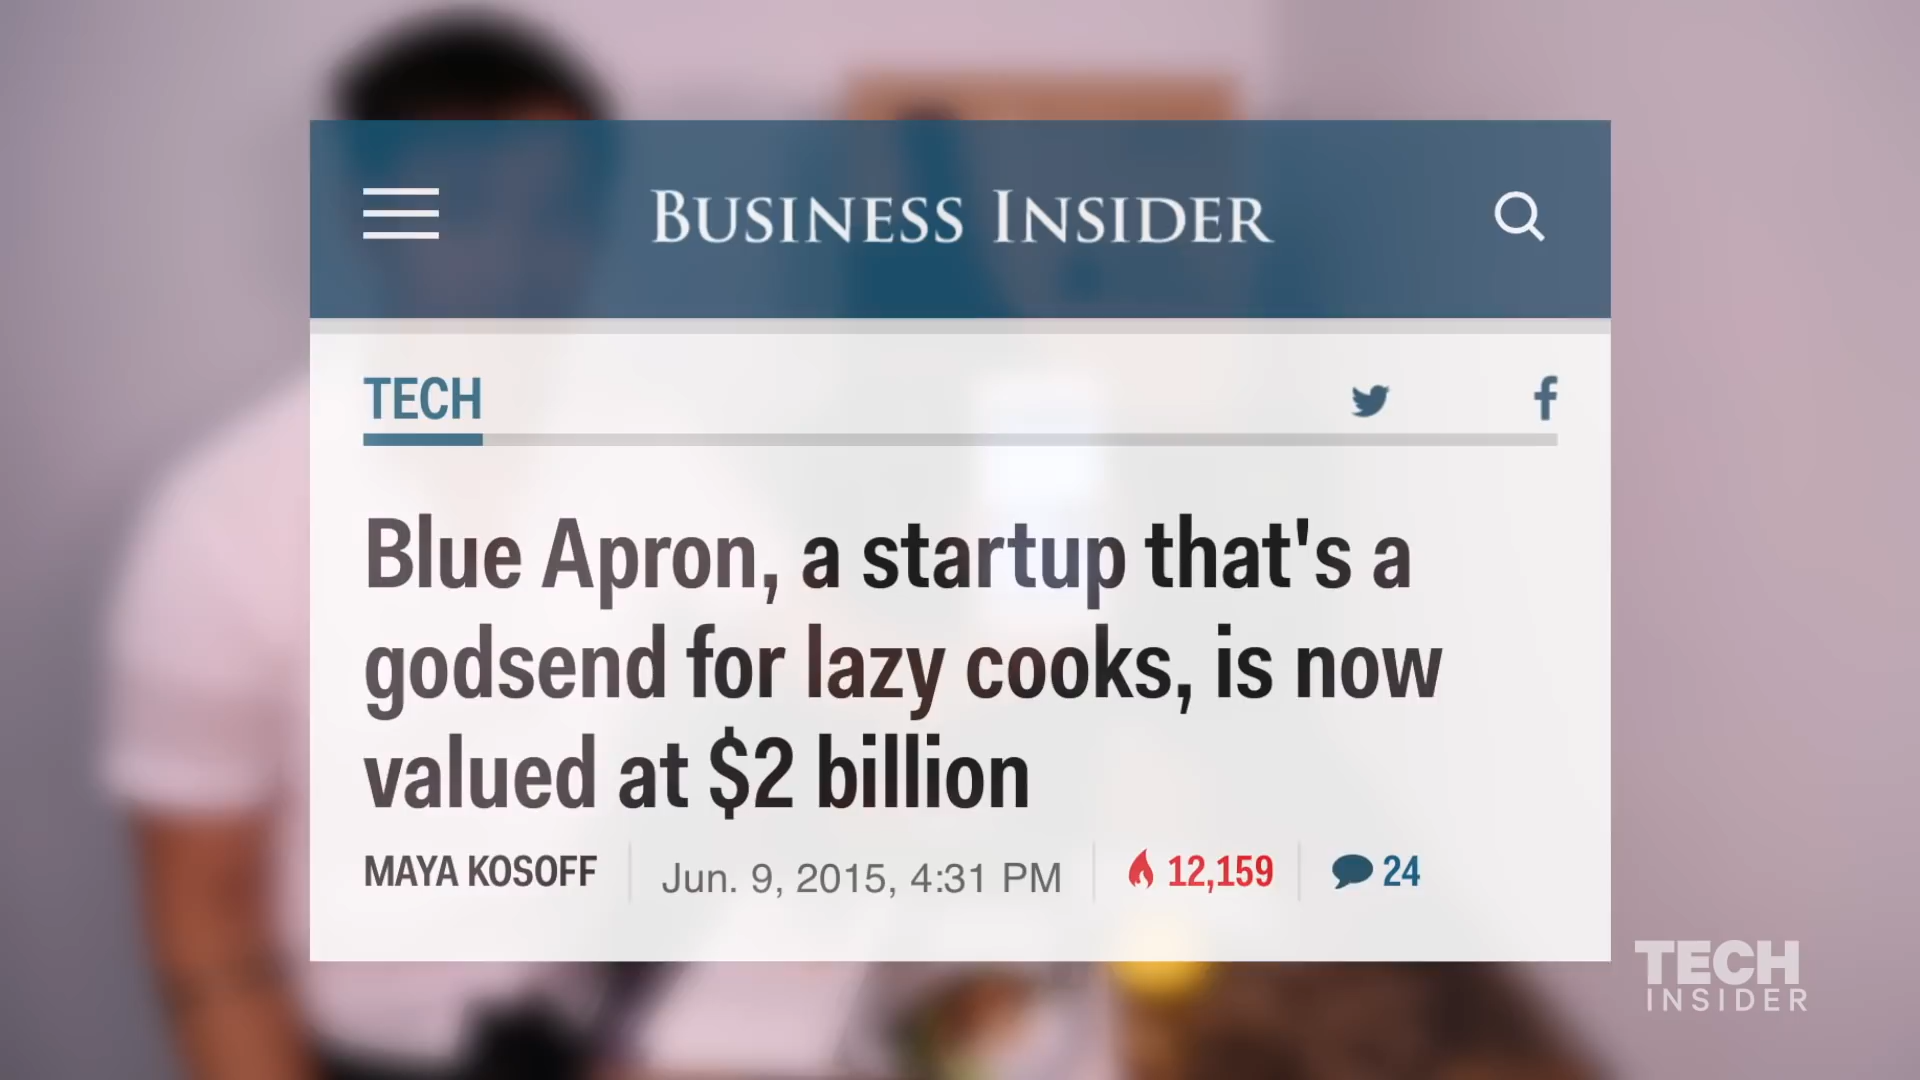 BUSINESS INSIDER
TECH
Blue Apron, a startup that's a
godsend for lazy cooks, is now
valued at $2 billion
MAYA KOSOFF Jun. 9, 2015, 4:31 PM 12,159 24
TECH
INSIDER